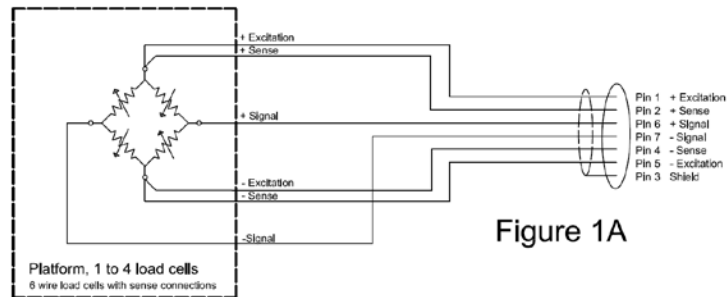 + Excitation
+ Sense
+ Signal
- Excitation
- Sense
-Signal
Pin 1 + Excitation
Pin 2 + Sense
Pin 6 + Signal
Pin 7 - Signal
Pin 4 - Sense
Pin 5 - Excitation
Pin 3 Shield
Figure 1A
Platform, 1 to 4 load cells
6 wire load cells with sense connections